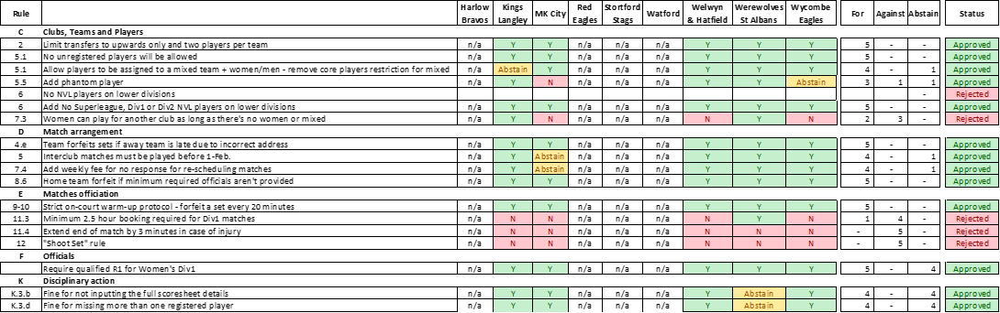 Rule Harlow Bravos Kings Langley MK City Red Eagles Stortford Stags Watford Welwyn & Hatfield Werewolves St Albans Wycombe Eagles For Against Abstain Status
C Clubs, Teams and Players
2 Limit transfers to upwards only and two players per team n/a Y Y n/a n/a n/a Y Y Y 5 - - Approved
5.1 No unregistered players will be allowed n/a Y Y n/a n/a n/a Y Y Y 5 - - Approved
5.1 Allow players to be assigned to a mixed team + women/men - remove core players restriction for mixed n/a Abstain Y n/a n/a n/a Y Y Y 4 - 1 Approved
5.5 Add phantom player n/a Y N n/a n/a n/a Y Y Abstain 3 1 1 Approved
6 No NVL players on lower divisions - Rejected
6 Add No Superleague, Div1 or Div2 NVL players on lower divisions n/a Y Y n/a n/a n/a Y Y Y 5 - - Approved
7.3 Women can play for another club as long as there's no women or mixed n/a Y N n/a n/a n/a N Y N 2 3 - Rejected
D Match arrangement
4.e Team forfeits sets if away team is late due to incorrect address n/a Y Y n/a n/a n/a Y Y Y 5 - - Approved
5 Interclub matches must be played before 1-Feb. n/a Y Abstain n/a n/a n/a Y Y Y 4 - 1 Approved
7.4 Add weekly fee for no response for re-scheduling matches n/a Y Abstain n/a n/a n/a Y Y Y 4 - 1 Approved
8.6 Home team forfeit if minimum required officials aren't provided n/a Y Y n/a n/a n/a Y Y Y 5 - - Approved
E Matches officiation
9-10 Strict on-court warm-up protocol - forfeit a set every 20 minutes n/a Y Y n/a n/a n/a Y Y Y 5 - - Approved
11.3 Minimum 2.5 hour booking required for Div1 matches n/a N N n/a n/a n/a N Y N 1 4 - Rejected
11.4 Extend end of match by 3 minutes in case of injury n/a N N n/a n/a n/a N N N - 5 - Rejected
12 "Shoot Set" rule n/a N N n/a n/a n/a N N N - 5 - Rejected
F Officials
Require qualified R1 for Women's Div1 n/a Y Y n/a n/a n/a Y Y Y 5 - 4 Approved
K Disciplinary action
K.3.b Fine for not inputting the full scoresheet details n/a Y Y n/a n/a n/a Y Abstain Y 4 - 4 Approved
K.3.d Fine for missing more than one registered player n/a Y Y n/a n/a n/a Y Abstain Y 4 - 4 Approved